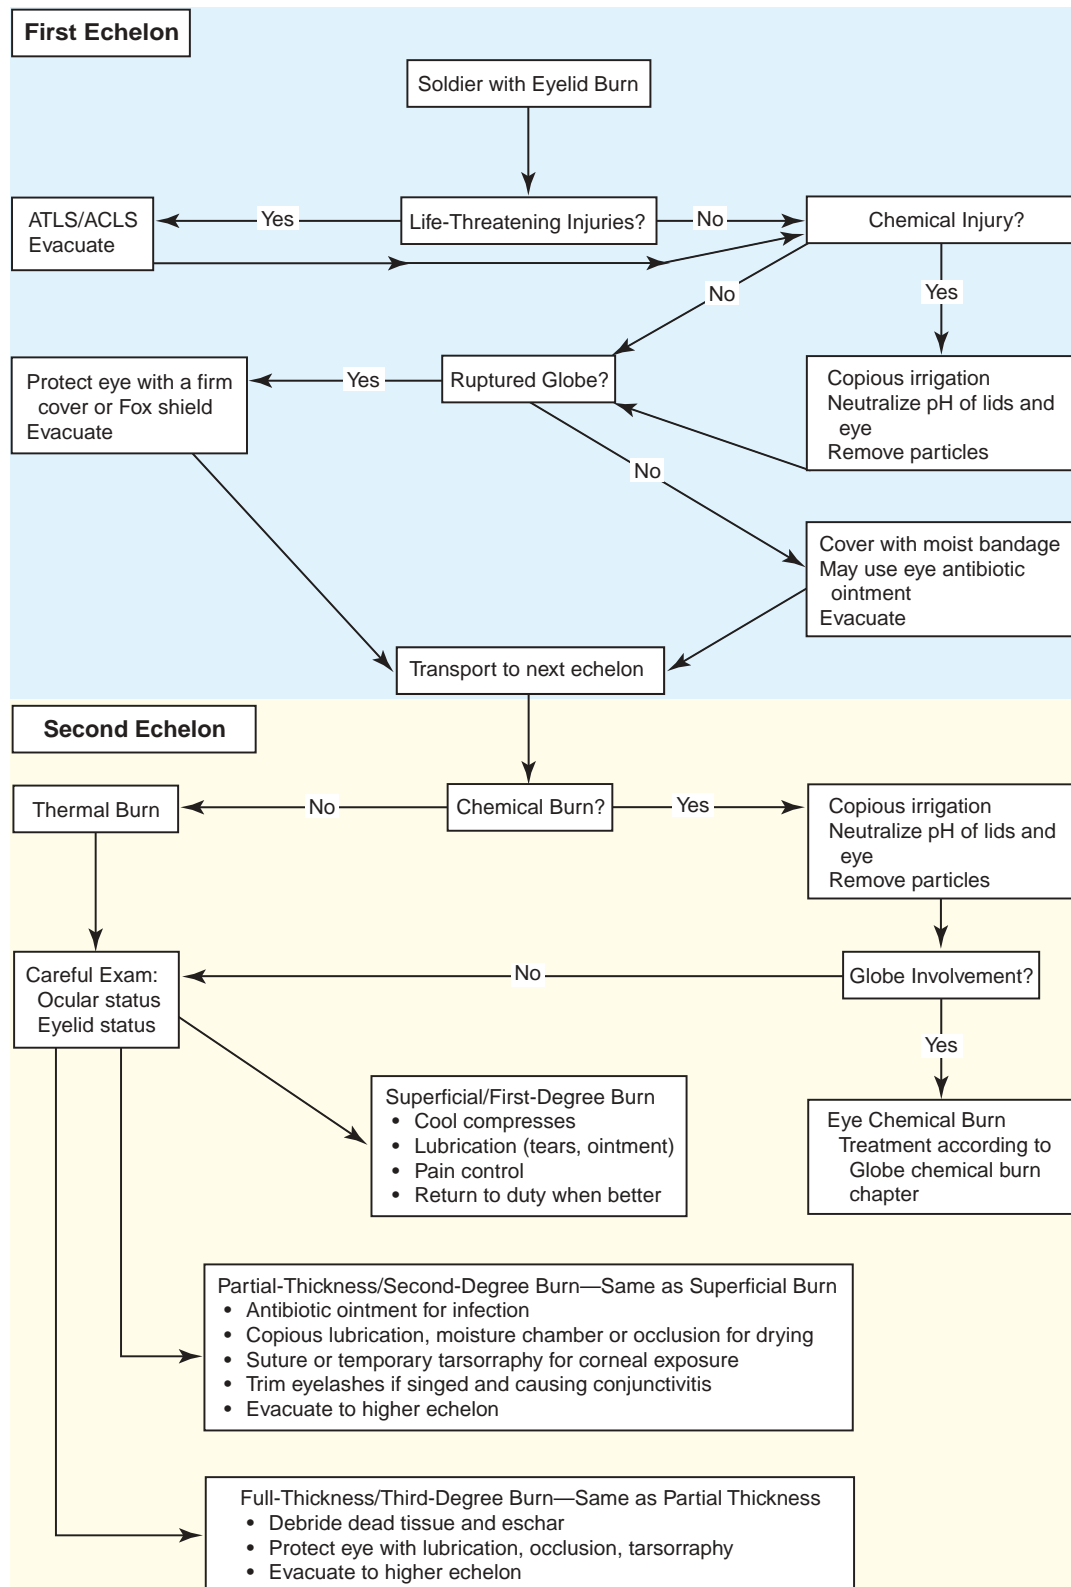 First Echelon
Soldier with Eyelid Burn
ATLS/ACLS
Evacuate
Yes
Life-Threatening Injuries?
No
Chemical Injury?
No
Yes
Protect eye with a firm
cover or Fox shield
Evacuate
Yes
Ruptured Globe?
Copious irrigation
Neutralize pH of lids and
eye
Remove particles
No
Cover with moist bandage
May use eye antibiotic
ointment
Evacuate
Transport to next echelon
Second Echelon
Thermal Burn
No
Chemical Burn?
Yes
Copious irrigation
Neutralize pH of lids and
eye
Remove particles
Careful Exam:
Ocular status
Eyelid status
No
Globe Involvement?
Yes
Superficial/First-Degree Burn
• Cool compresses
• Lubrication (tears, ointment)
• Pain control
• Return to duty when better
Eye Chemical Burn
Treatment according to
Globe chemical burn
chapter
Partial-Thickness/Second-Degree Burn—Same as Superficial Burn
• Antibiotic ointment for infection
• Copious lubrication, moisture chamber or occlusion for drying
• Suture or temporary tarsorraphy for corneal exposure
• Trim eyelashes if singed and causing conjunctivitis
• Evacuate to higher echelon
Full-Thickness/Third-Degree Burn—Same as Partial Thickness
• Debride dead tissue and eschar
• Protect eye with lubrication, occlusion, tarsorraphy
• Evacuate to higher echelon